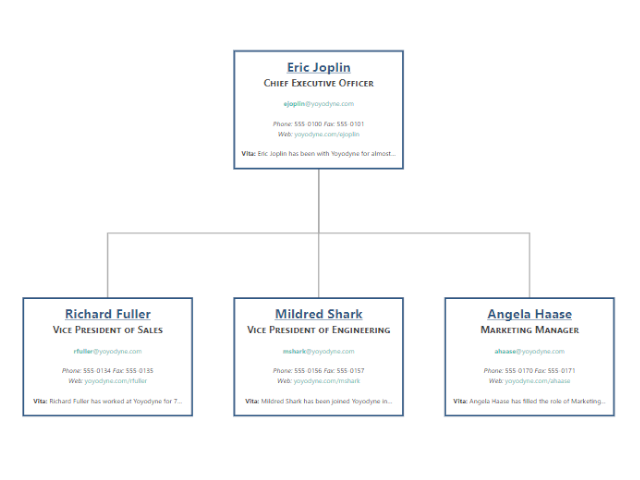 Eric Joplin
Chief Executive Officer
ejoplin@yoyodyne.com
Phone: 555-0100 Fax: 555-0101
Web: yoyodyne.com/ejoplin
Vita: Eric Joplin has been with Yoyodyne for almost...
Richard Fuller
Vice President of Sales
rfuller@yoyodyne.com
Phone: 555-0134 Fax: 555-0135
Web: yoyodyne.com/rfuller
Vita: Richard Fuller has worked at Yoyodyne for 7...
Mildred Shark
Vice President of Engineering
mshark@yoyodyne.com
Phone: 555-0156 Fax: 555-0157
Web: yoyodyne.com/mshark
Vita: Mildred Shark has been joined Yoyodyne in...
Angela Haase
Marketing Manager
ahaase@yoyodyne.com
Phone: 555-0170 Fax: 555-0171
Web: yoyodyne.com/ahaase
Vita: Angela Haase has filled the role of Marketing...